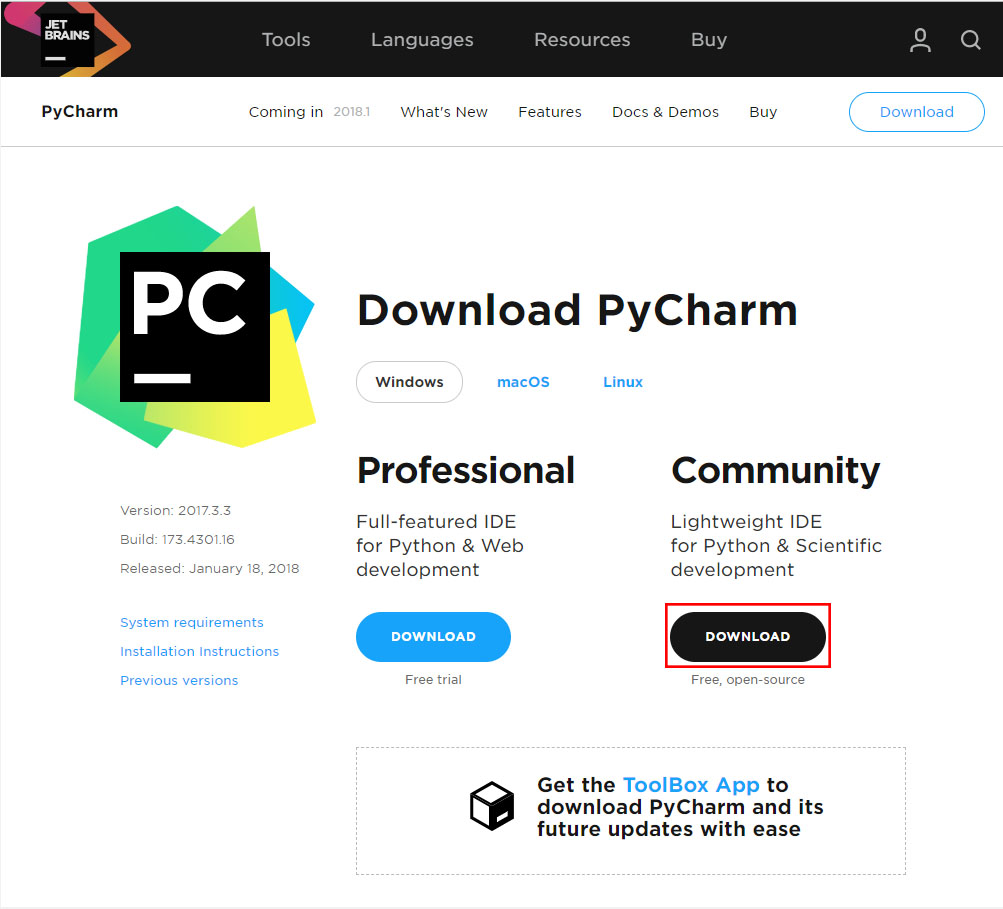 JET
BRAINS
Tools Languages Resources Buy
PyCharm Coming in 2018.1 What's New Features Docs & Demos Buy Download
PC
Download PyCharm
Windows macOS Linux
Professional
Full-featured IDE
for Python & Web
development
DOWNLOAD
Free trial
Community
Lightweight IDE
for Python & Scientific
development
DOWNLOAD
Free, open-source
Version: 2017.3.3
Build: 173.4301.16
Released: January 18, 2018
System requirements
Installation Instructions
Previous versions
Get the ToolBox App to
download PyCharm and its
future updates with ease